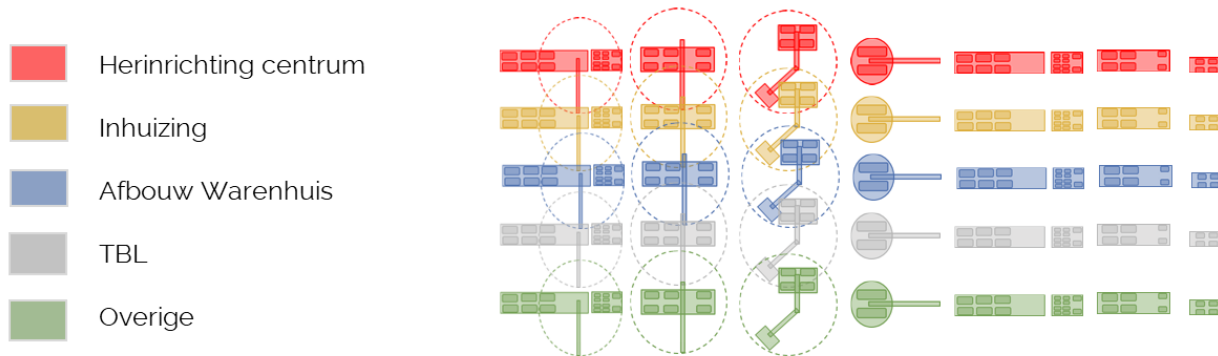 Herinrichting centrum
Inhuizing
Afbouw Warenhuis
TBL
Overige